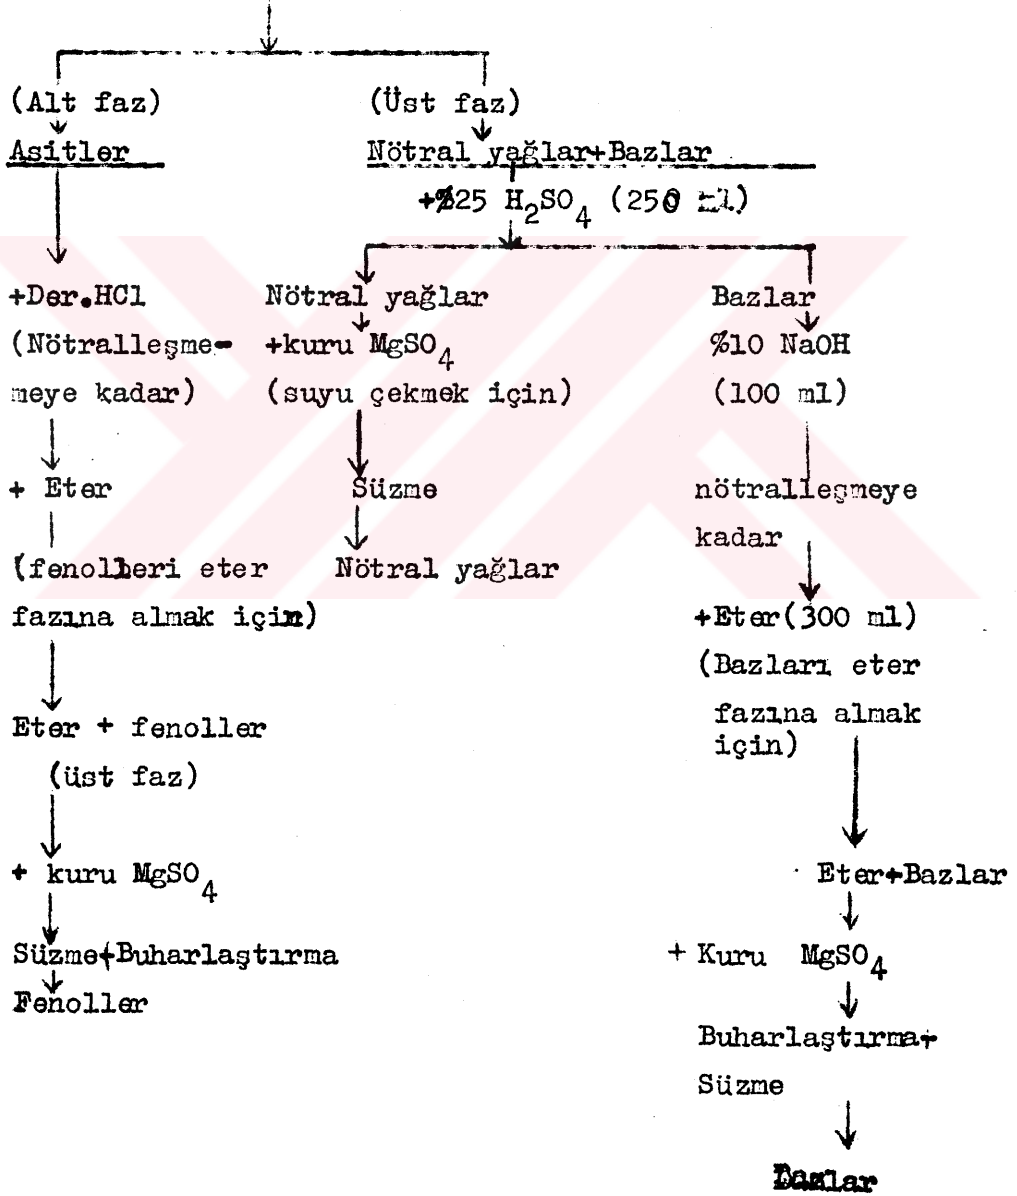 (Alt faz) (Üst faz)
Asitler Nötral yağlar+Bazlar
+%25 H2SO4 (250 ml)
+Der.HCl Nötral yağlar Bazlar
(Nötralleşme- +kuru MgSO4 %10 NaOH
meye kadar) (suyu çekmek için) (100 ml)
+ Eter Süzme nötralleşmeye
kadar
(fenolleri eter Nötral yağlar
fazına almak için) +Eter(300 ml)
(Bazları eter
Eter + fenoller fazına almak
için)
(üst faz)
+ kuru MgSO4 Eter+Bazlar
Süzme+Buharlaştırma + Kuru MgSO4
Fenoller
Buharlaştırma+
Süzme
Bazlar